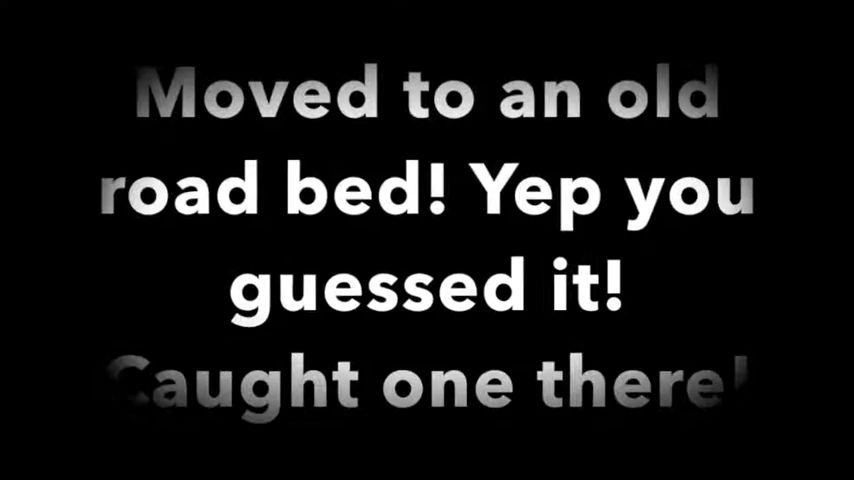 Moved to an old
road bed! Yep you
guessed it!
Caught one there!